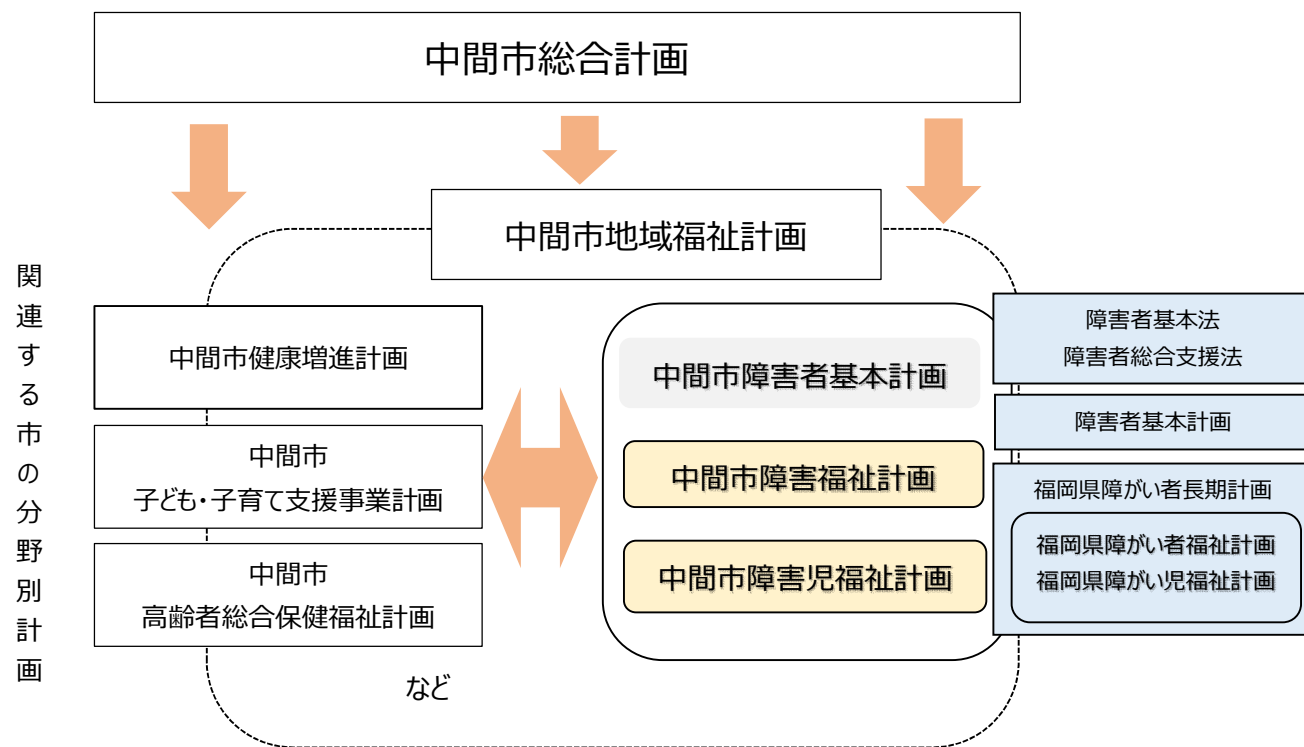 中間市総合計画
中間市地域福祉計画
関連する市の分野別計画
中間市健康増進計画
中間市
子ども・子育て支援事業計画
中間市
高齢者総合保健福祉計画
など
中間市障害者基本計画
中間市障害福祉計画
中間市障害児福祉計画
障害者基本法
障害者総合支援法
障害者基本計画
福岡県障がい者長期計画
福岡県障がい者福祉計画
福岡県障がい児福祉計画